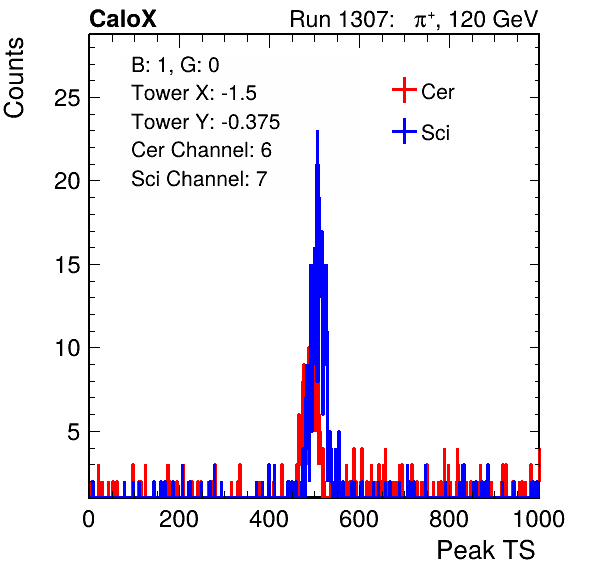 CaloX Run 1307: π⁺, 120 GeV
Counts
B: 1, G: 0
Tower X: -1.5
Tower Y: -0.375
Cer Channel: 6
Sci Channel: 7
Cer
Sci
25
20
15
10
5
0 200 400 600 800 1000
Peak TS